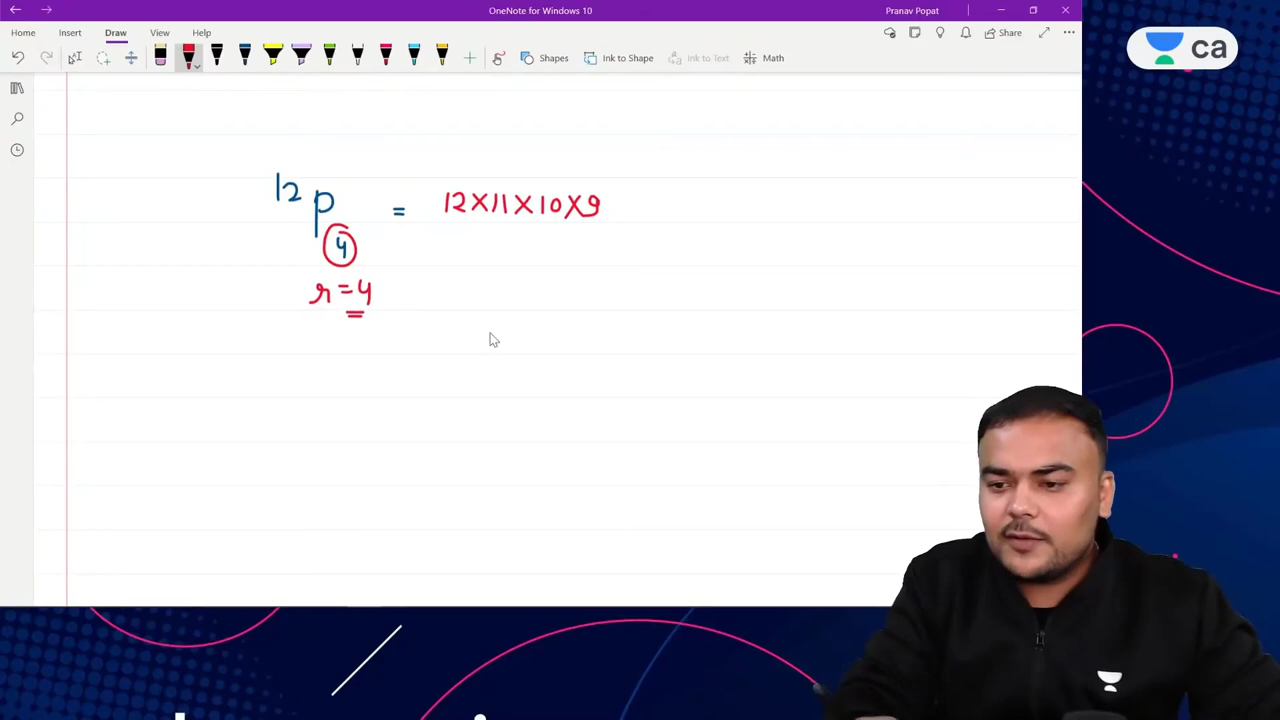 OneNote for Windows 10
Pranav Popat
Home Insert Draw View Help
Share
Shapes
Ink to Shape
Ink to Text
Math
ca
12 p 4 = 12×11×10×9
r = 4